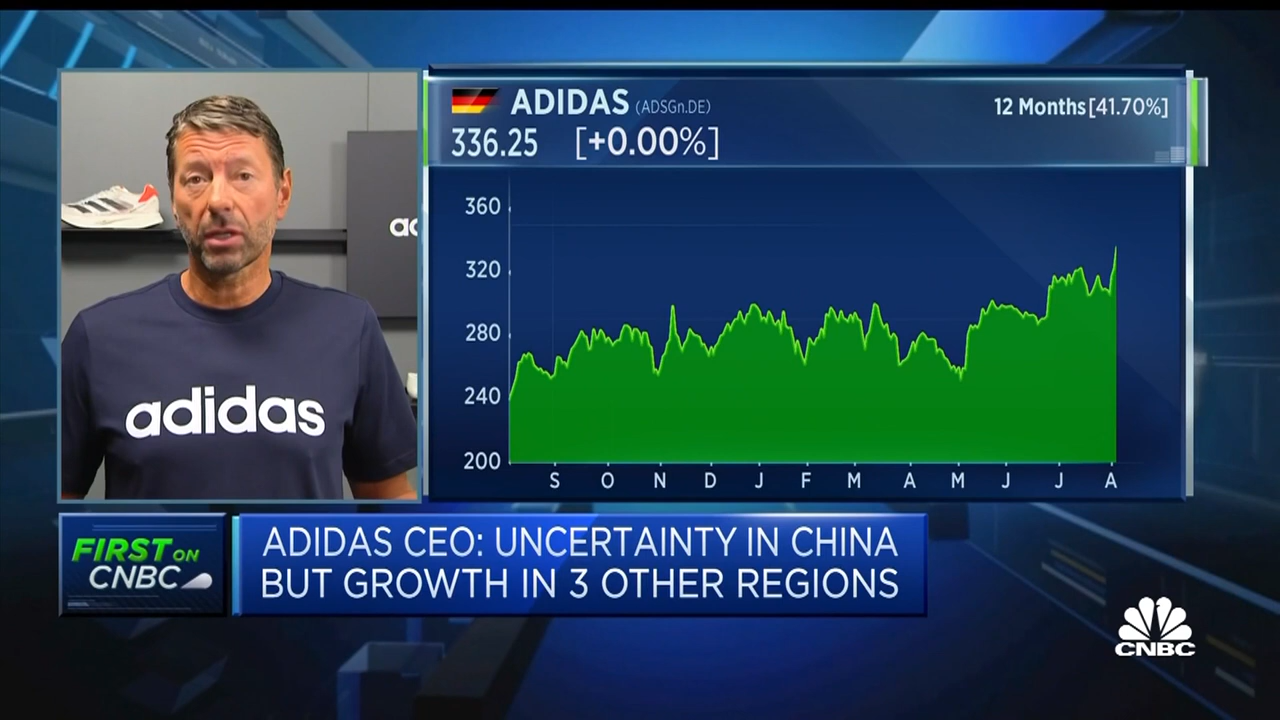 ADIDAS (ADSGn.DE)
12 Months[41.70%]
336.25 [+0.00%]
360
320
280
240
200
S O N D J F M A M J J A
ad
adidas
FIRST ON
CNBC
ADIDAS CEO: UNCERTAINTY IN CHINA
BUT GROWTH IN 3 OTHER REGIONS
CNBC